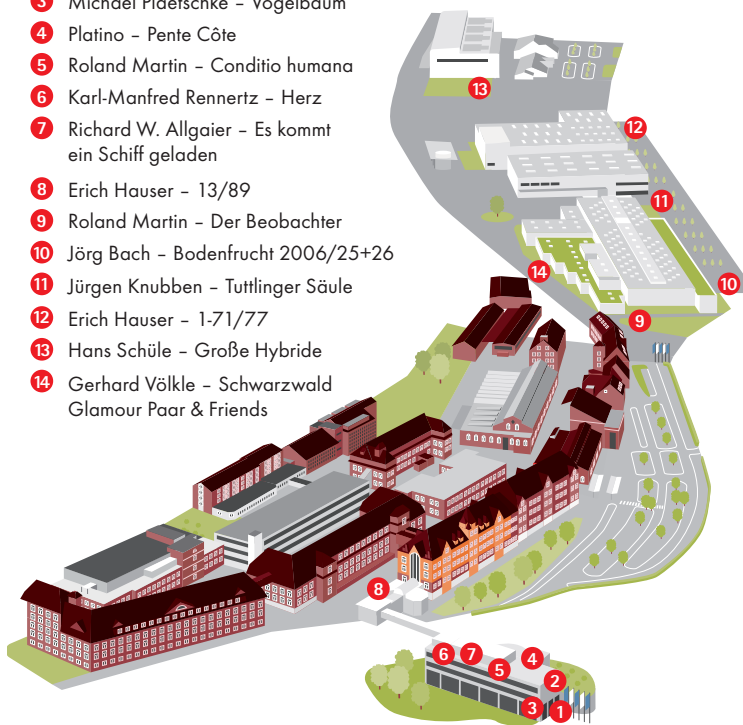 3 Michael Plaetschke – Vogelbaum
4 Platino – Pente Côte
5 Roland Martin – Conditio humana
6 Karl-Manfred Rennertz – Herz
7 Richard W. Allgaier – Es kommt
ein Schiff geladen
8 Erich Hauser – 13/89
9 Roland Martin – Der Beobachter
10 Jörg Bach – Bodenfrucht 2006/25+26
11 Jürgen Knubben – Tuttlinger Säule
12 Erich Hauser – 1-71/77
13 Hans Schüle – Große Hybride
14 Gerhard Völkle – Schwarzwald
Glamour Paar & Friends
13
12
11
14
10
9
8
6
7
5
4
2
3
1